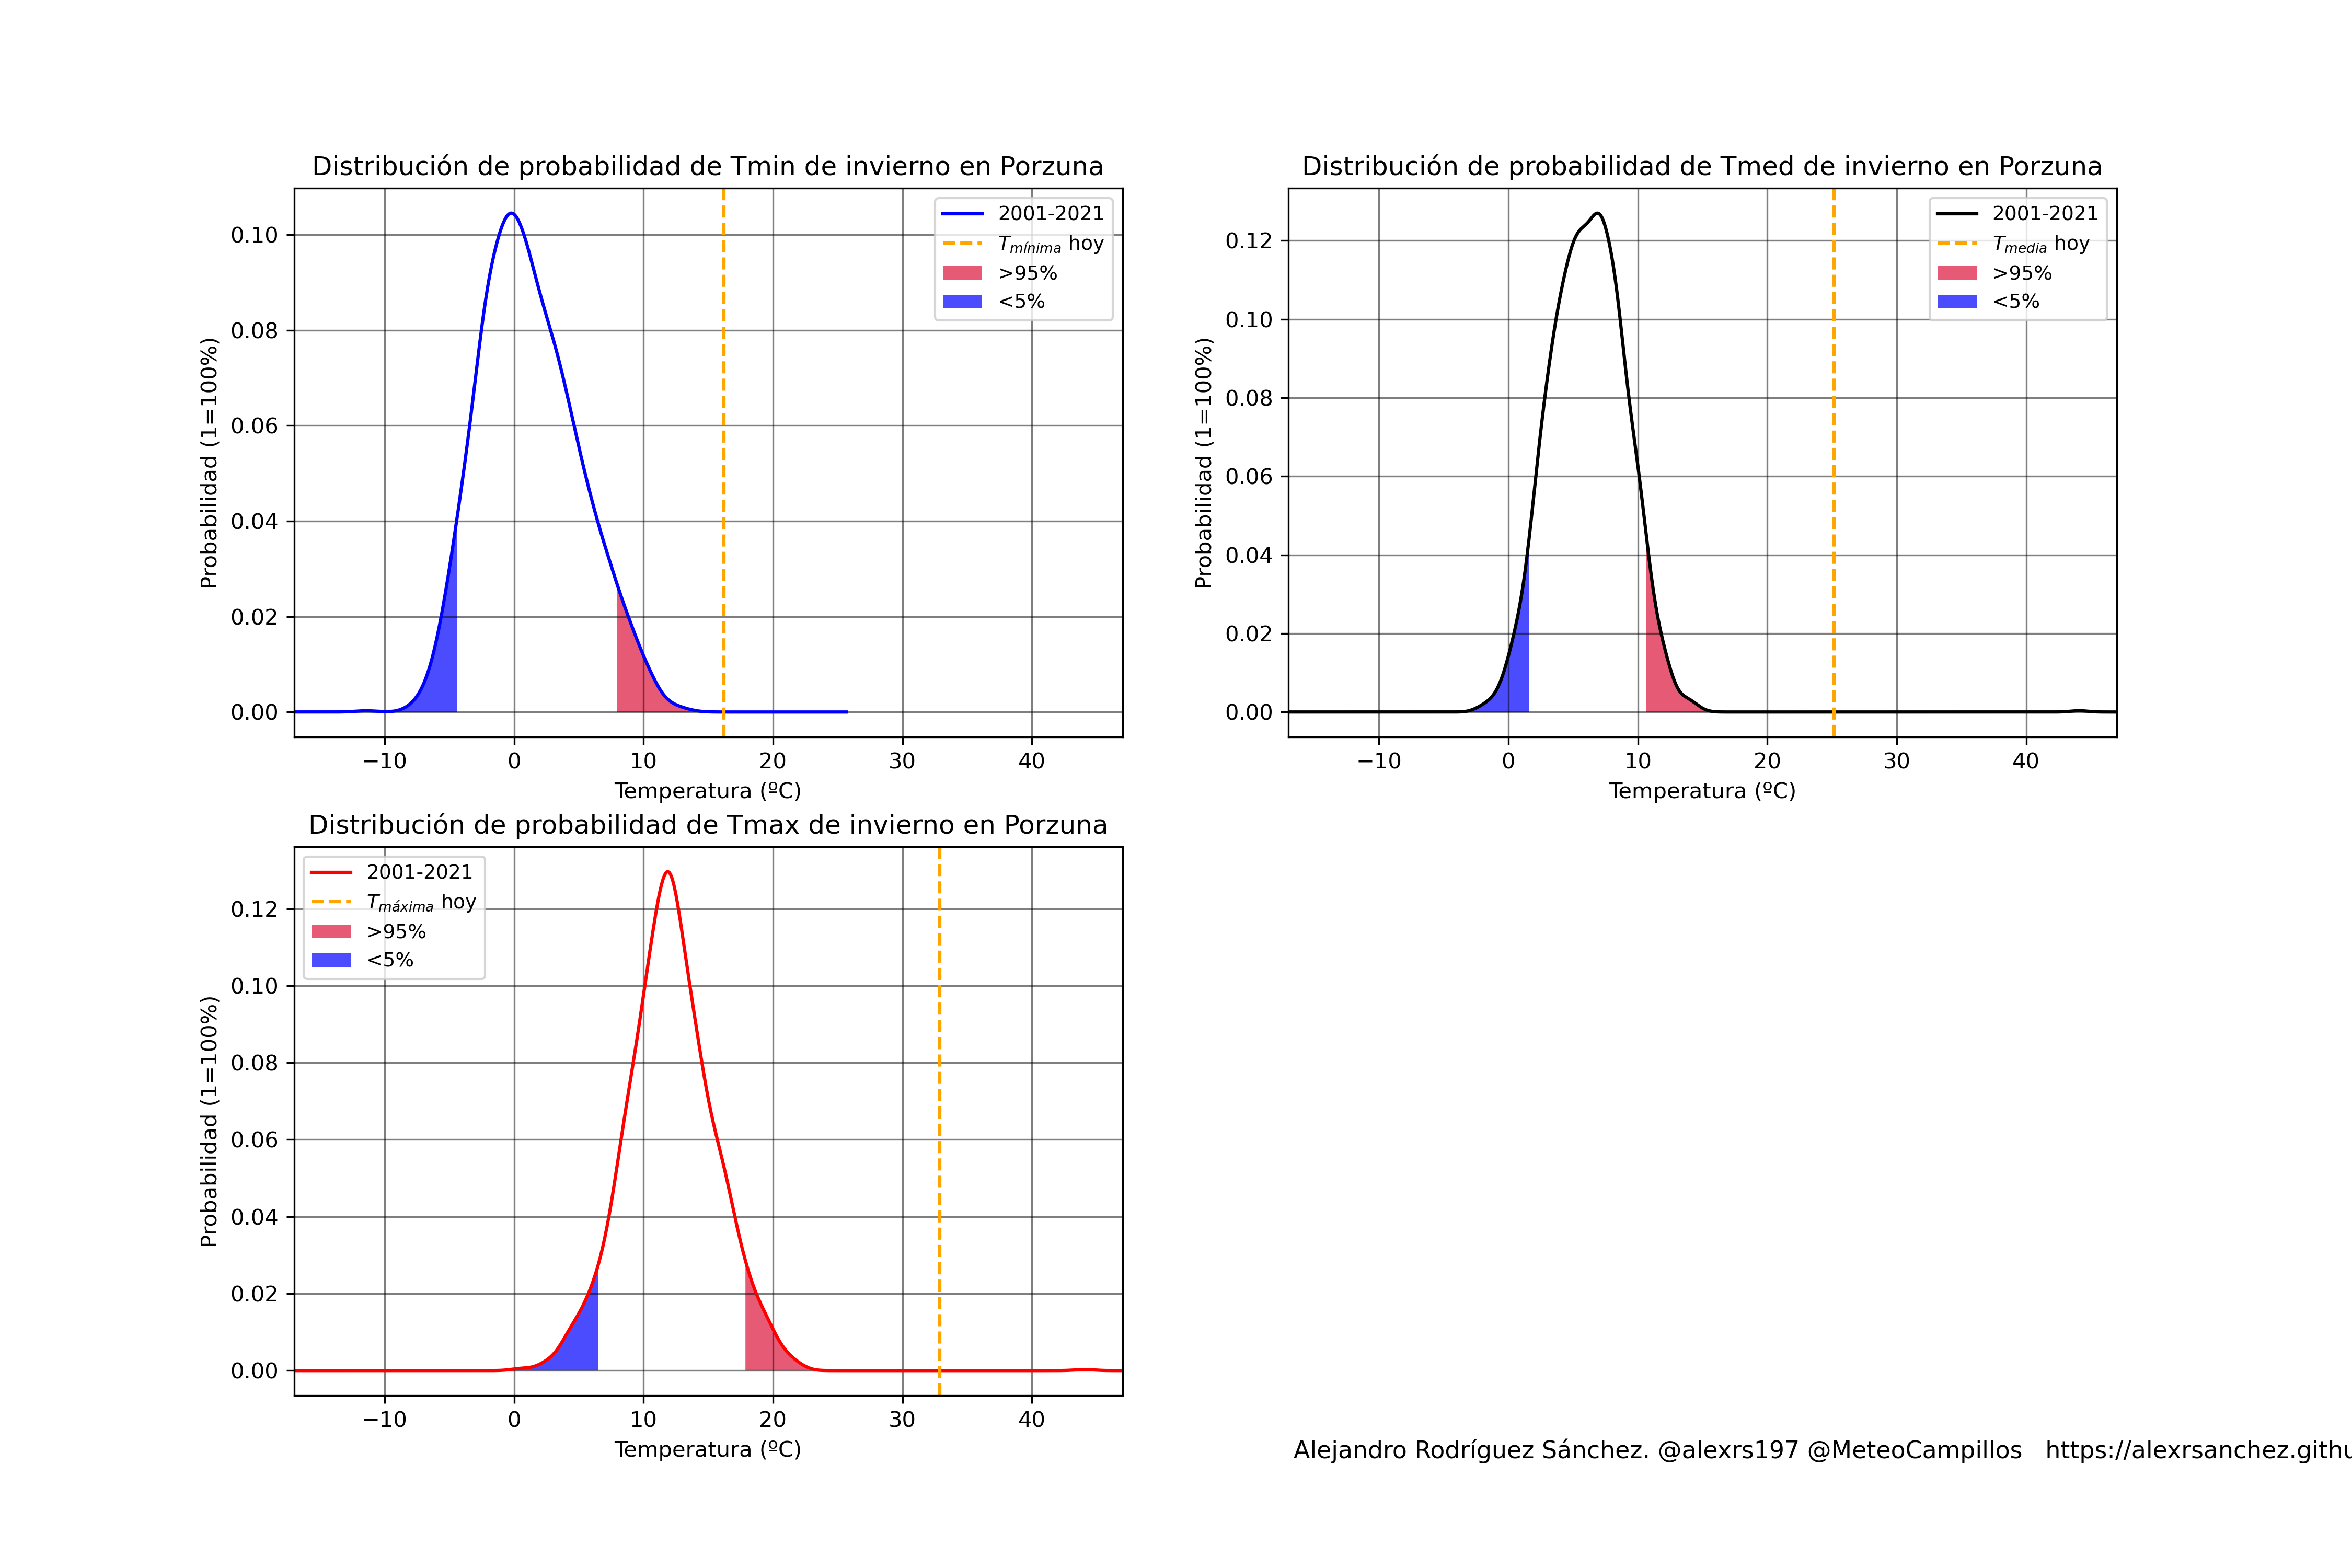 Distribución de probabilidad de Tmin de invierno en Porzuna
Probabilidad (1=100%)
0.10
0.08
0.06
0.04
0.02
0.00
2001-2021
Tmínima hoy
>95%
<5%
−10 0 10 20 30 40
Temperatura (ºC)
Distribución de probabilidad de Tmed de invierno en Porzuna
Probabilidad (1=100%)
0.12
0.10
0.08
0.06
0.04
0.02
0.00
2001-2021
Tmedia hoy
>95%
<5%
−10 0 10 20 30 40
Temperatura (ºC)
Distribución de probabilidad de Tmax de invierno en Porzuna
Probabilidad (1=100%)
0.12
0.10
0.08
0.06
0.04
0.02
0.00
2001-2021
Tmáxima hoy
>95%
<5%
−10 0 10 20 30 40
Temperatura (ºC)
Alejandro Rodríguez Sánchez. @alexrs197 @MeteoCampillos https://alexrsanchez.githu